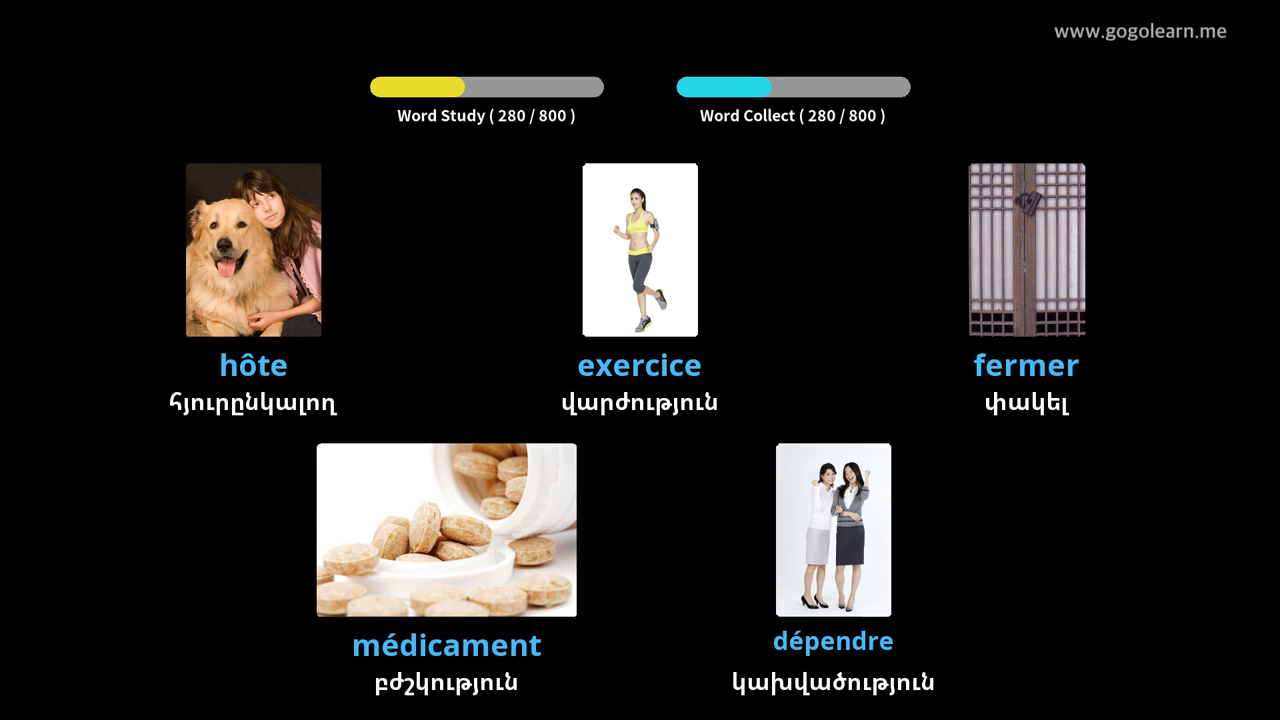 www.gogolearn.me
Word Study ( 280 / 800 )
Word Collect ( 280 / 800 )
hôte
հյուրընկալող
exercice
վարժություն
fermer
փակել
médicament
բժշկություն
dépendre
կախվածություն